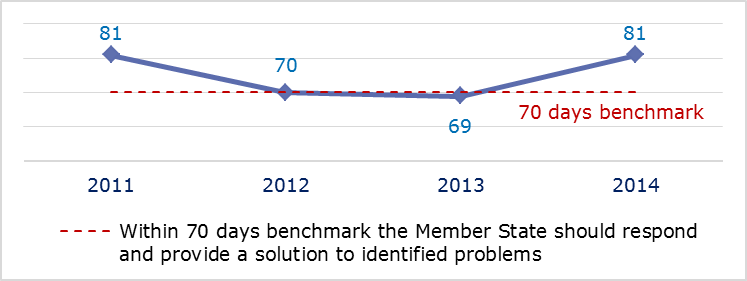 81
81
70
70 days benchmark
69
2011
2012
2013
2014
Within 70 days benchmark the Member State should respond
and provide a solution to identified problems